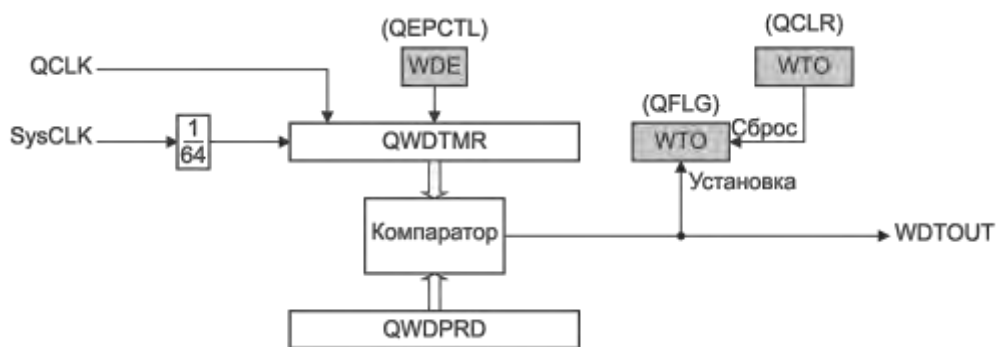 (QEPCTL)
(QCLR)
QCLK
WDE
WTO
(QFLG)
SysCLK
1
64
QWDTMR
WTO
Сброс
Установка
Компаратор
WDTOUT
QWDPRD